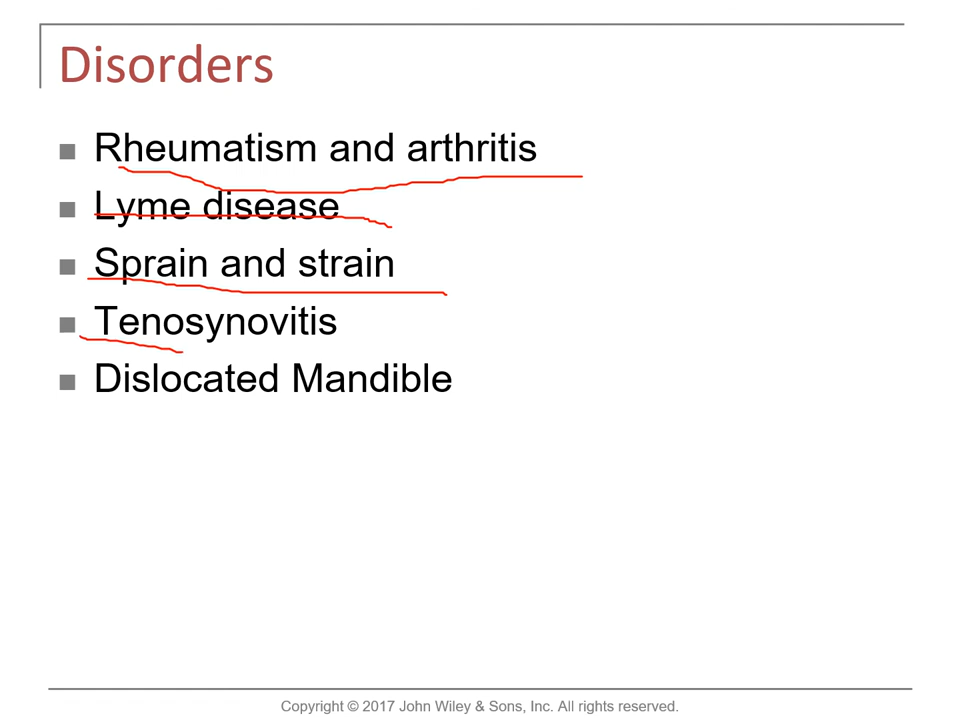 Disorders
Rheumatism and arthritis
Lyme disease
Sprain and strain
Tenosynovitis
Dislocated Mandible
Copyright © 2017 John Wiley & Sons, Inc. All rights reserved.